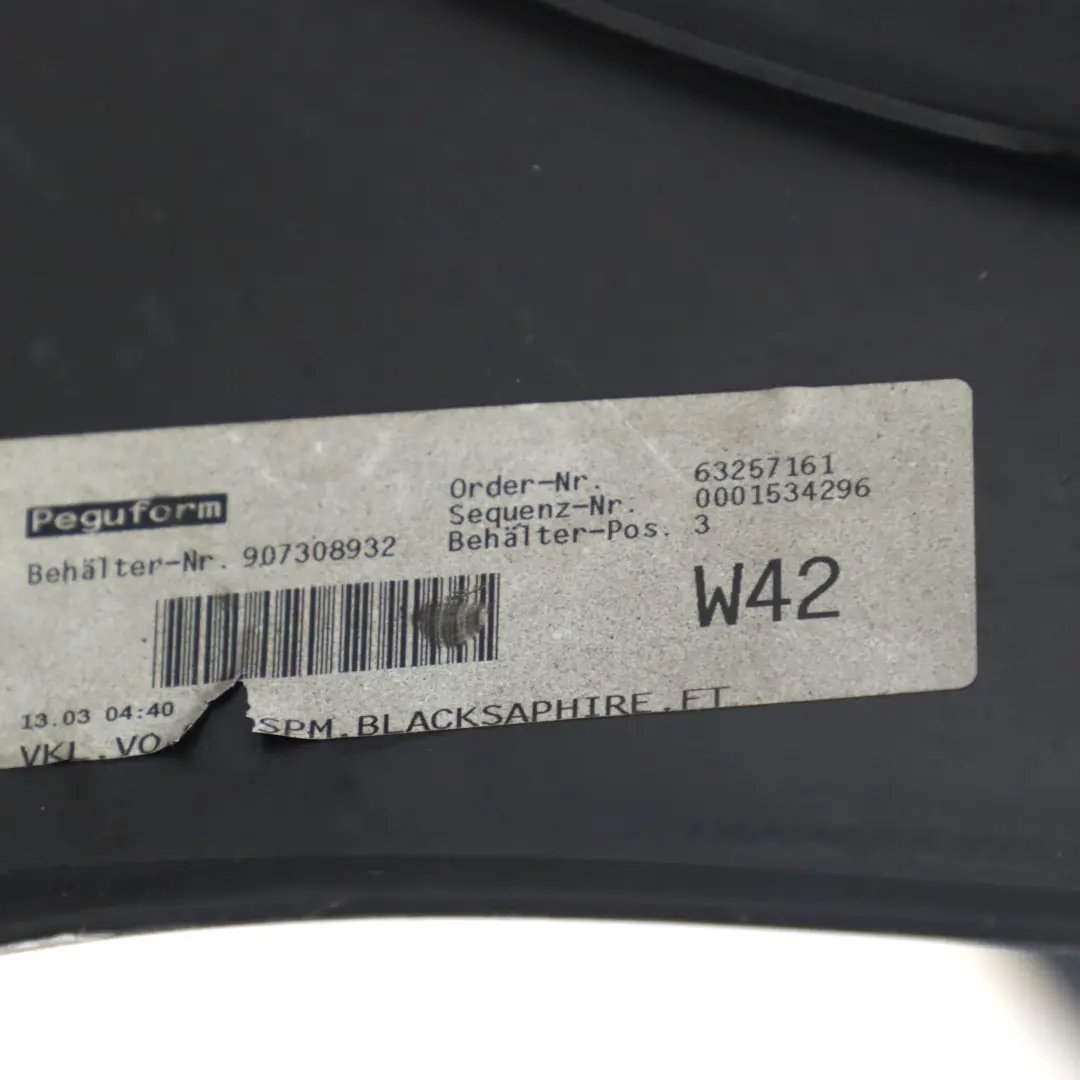 Peguform
Behälter-Nr. 907308932
Order-Nr. 63257161
Sequenz-Nr. 0001534296
Behälter-Pos. 3
W42
13.03 04:40
VKL.VO. SPM.BLACKSAPHIRE.FT